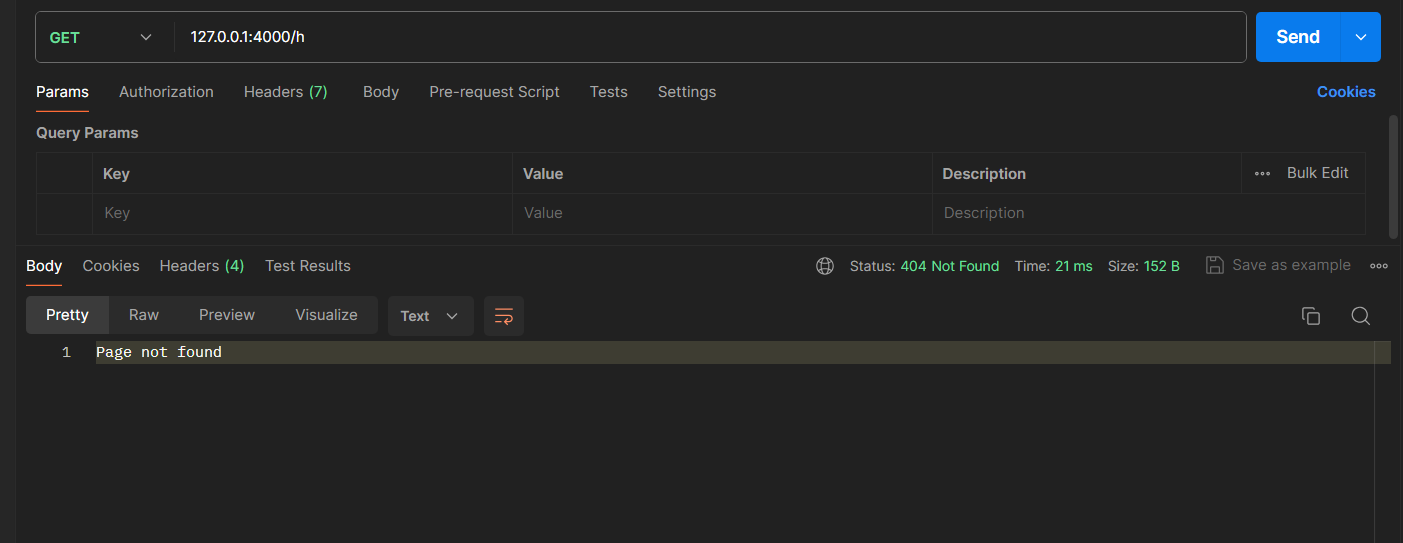 GET 127.0.0.1:4000/h Send
Params Authorization Headers (7) Body Pre-request Script Tests Settings Cookies
Query Params
Key Value Description Bulk Edit
Key Value Description
Body Cookies Headers (4) Test Results Status: 404 Not Found Time: 21 ms Size: 152 B Save as example
Pretty Raw Preview Visualize Text
1 Page not found